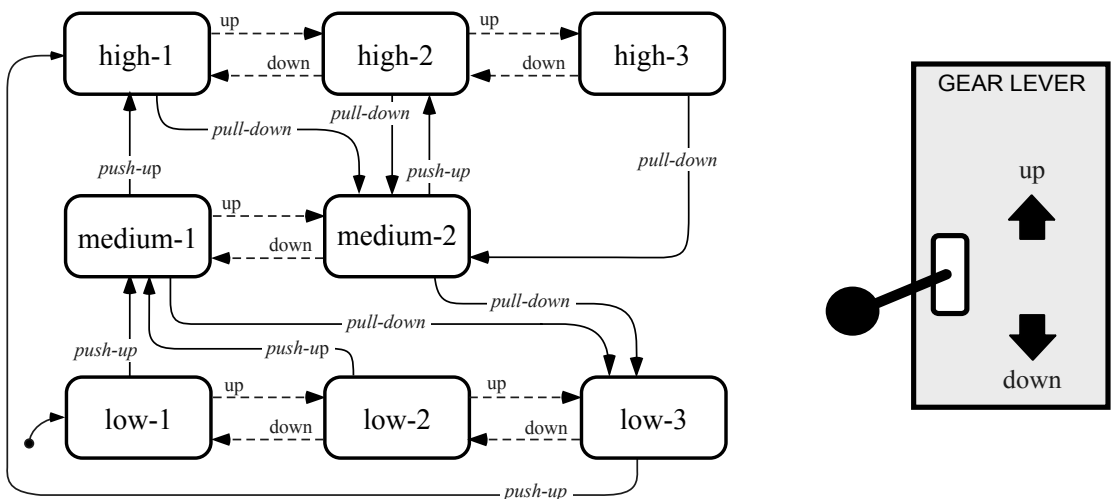 up
up
high-1
high-2
high-3
down
down
GEAR LEVER
pull-down
pull-down
pull-down
push-up
push-up
up
up
medium-1
medium-2
down
pull-down
pull-down
push-up
push-up
up
up
down
low-1
low-2
low-3
down
down
push-up